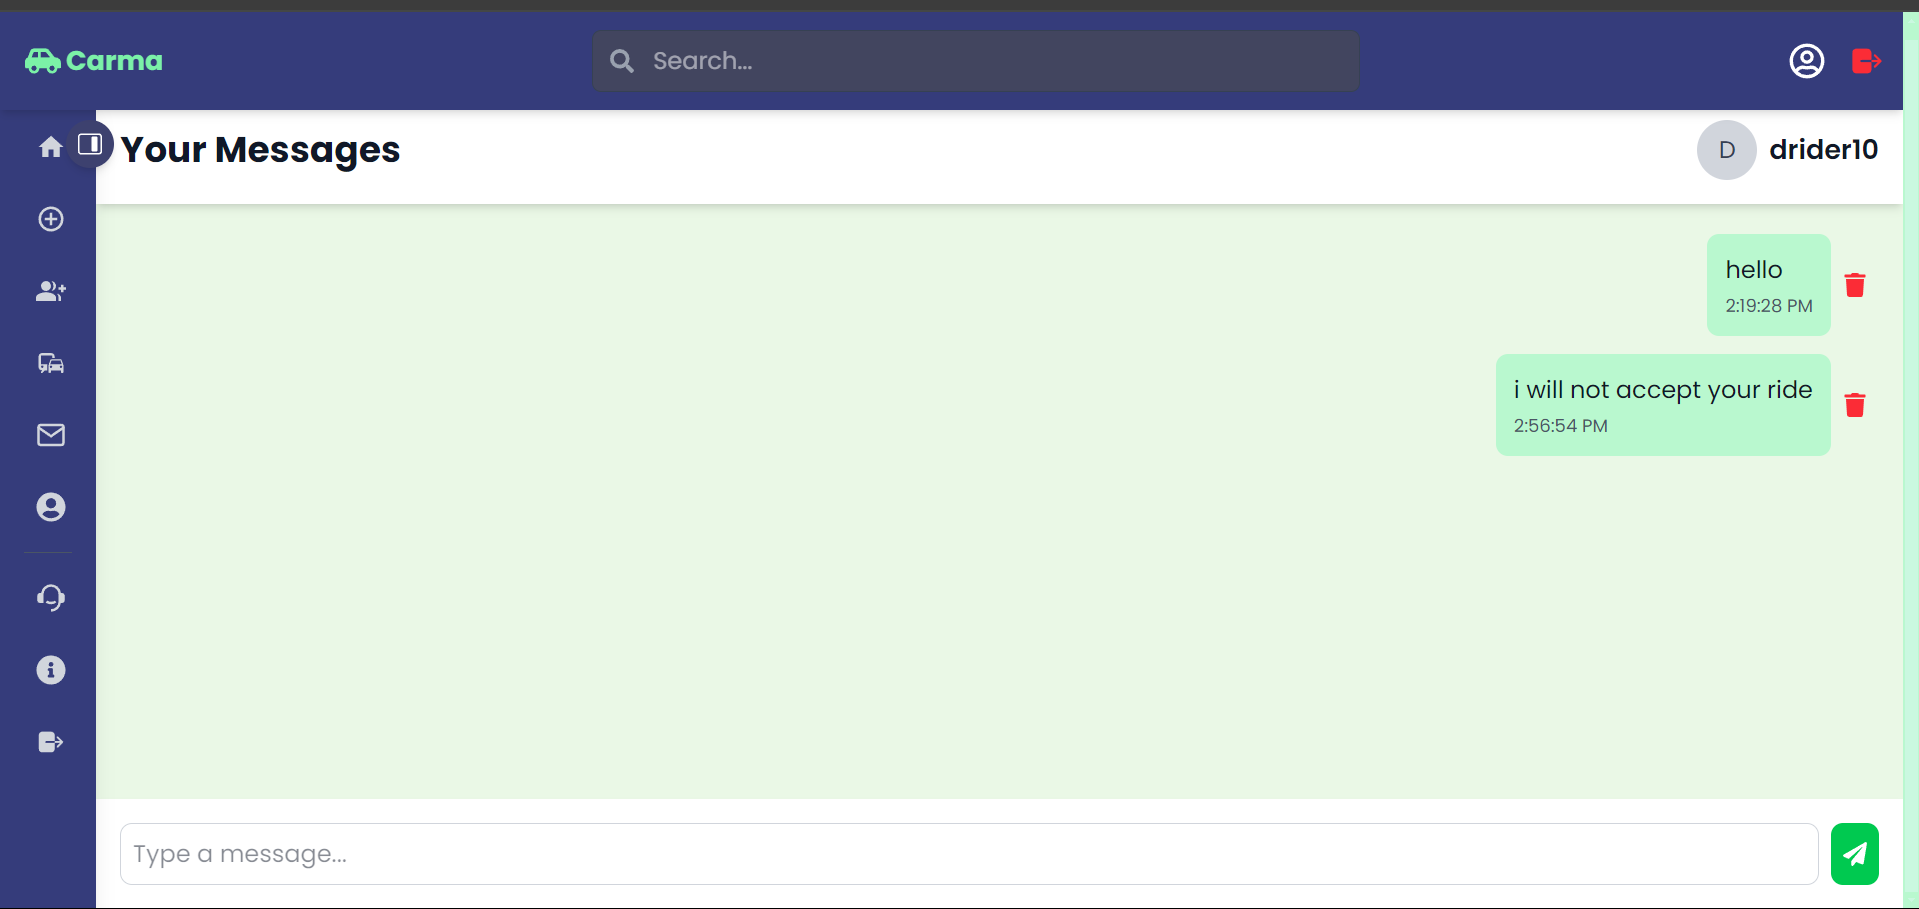 Carma
Search...
Your Messages
D
drider10
hello
2:19:28 PM
i will not accept your ride
2:56:54 PM
Type a message...